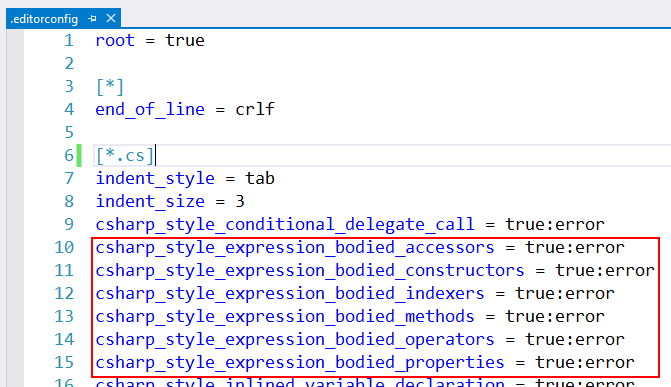 .editorconfig
1 root = true
2
3 [*]
4 end_of_line = crlf
5
6 [*.cs]
7 indent_style = tab
8 indent_size = 3
9 csharp_style_conditional_delegate_call = true:error
10 csharp_style_expression_bodied_accessors = true:error
11 csharp_style_expression_bodied_constructors = true:error
12 csharp_style_expression_bodied_indexers = true:error
13 csharp_style_expression_bodied_methods = true:error
14 csharp_style_expression_bodied_operators = true:error
15 csharp_style_expression_bodied_properties = true:error
16 csharp_style_inlined_variable_declaration = true:error